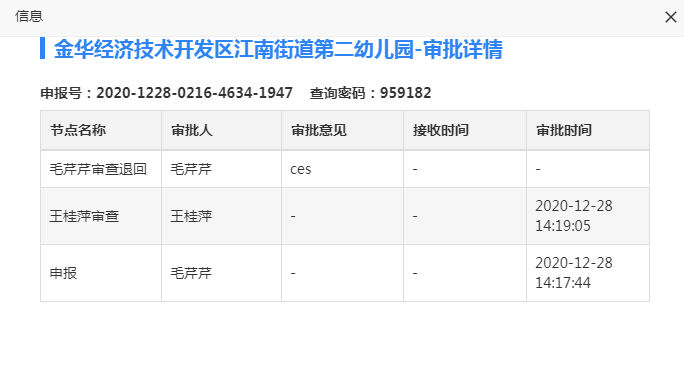 信息
金华经济技术开发区江南街道第二幼儿园-审批详情
申报号：2020-1228-0216-4634-1947 查询密码：959182
节点名称 审批人 审批意见 接收时间 审批时间
毛芹芹审查退回 毛芹芹 ces - -
王桂萍审查 王桂萍 - - 2020-12-28
14:19:05
申报 毛芹芹 - - 2020-12-28
14:17:44